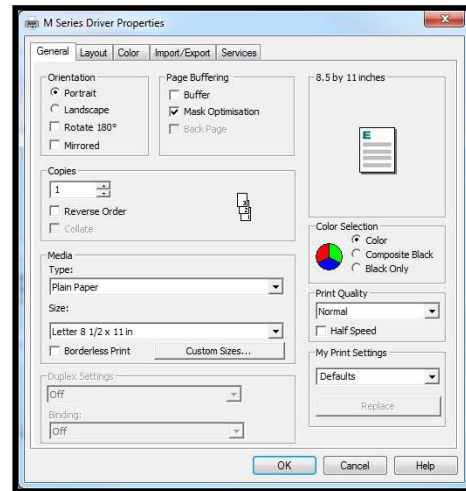 M Series Driver Properties
General Layout Color Import/Export Services
Orientation
Portrait
Landscape
Rotate 180°
Mirrored
Page Buffering
Buffer
Mask Optimisation
Back Page
8.5 by 11 inches
E
Copies
1
Reverse Order
Collate
3
2
1
Color Selection
Color
Composite Black
Black Only
Media
Type:
Plain Paper
Size:
Letter 8 1/2 x 11 in
Borderless Print
Custom Sizes...
Print Quality
Normal
Half Speed
My Print Settings
Defaults
Replace
Duplex Settings
Off
Binding:
Off
OK Cancel Help